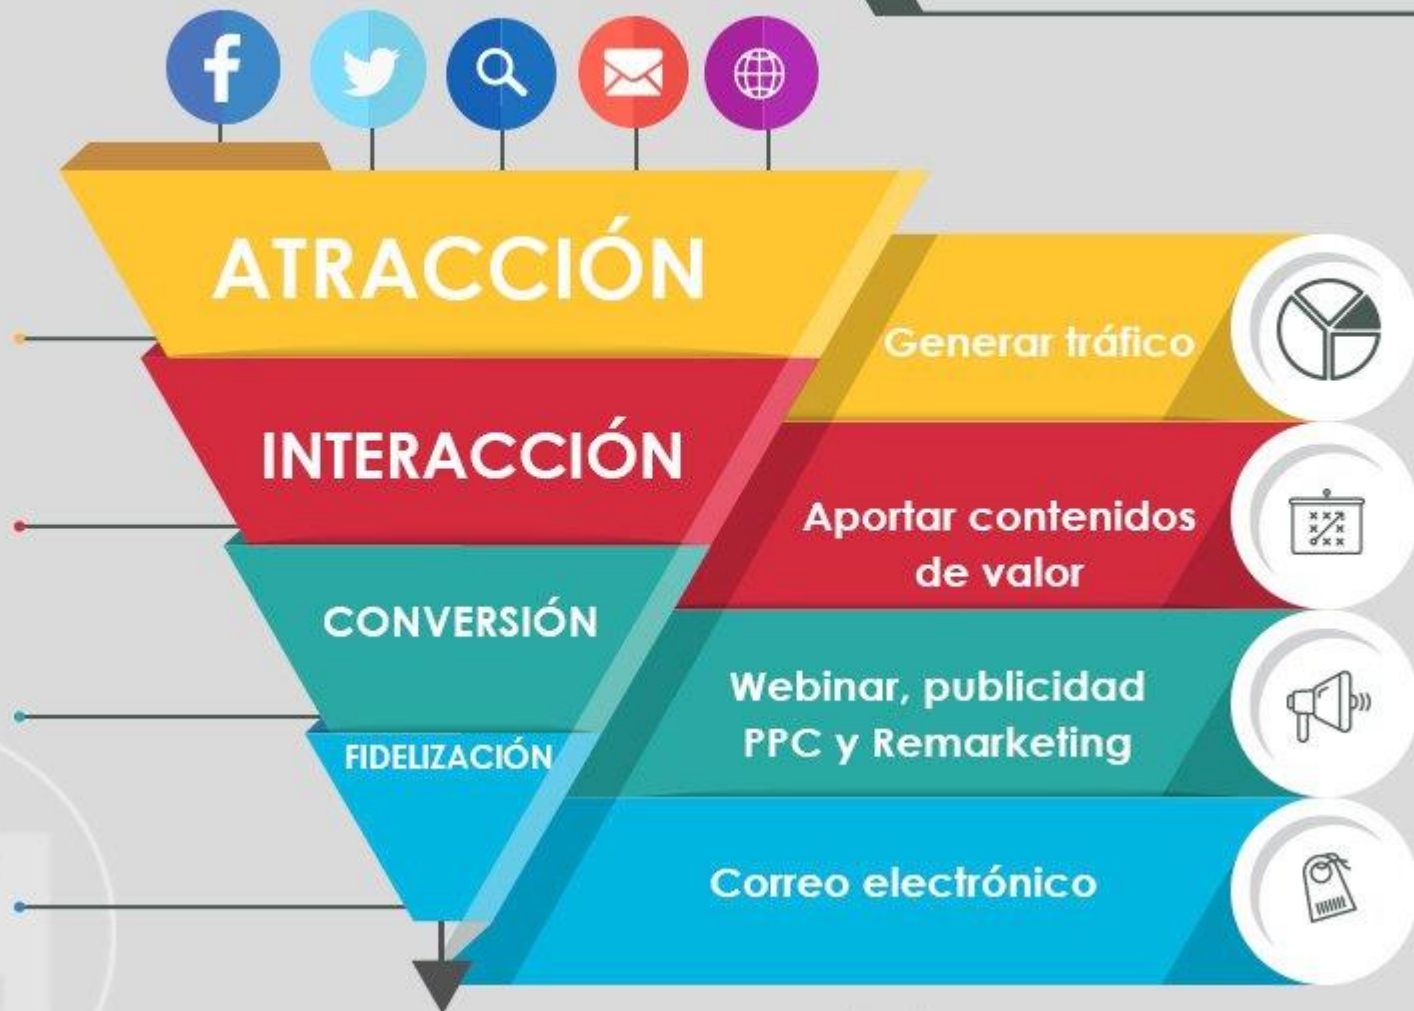 ATRACCIÓN
Generar tráfico
INTERACCIÓN
Aportar contenidos
de valor
CONVERSIÓN
Webinar, publicidad
PPC y Remarketing
FIDELIZACIÓN
Correo electrónico